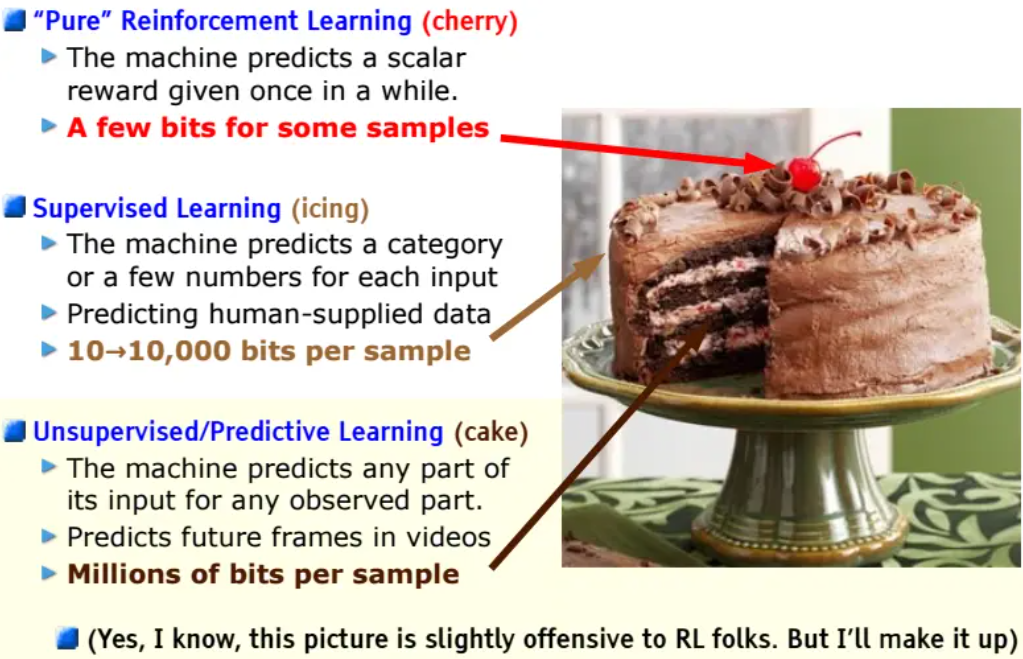 “Pure” Reinforcement Learning (cherry)
The machine predicts a scalar
reward given once in a while.
A few bits for some samples
Supervised Learning (icing)
The machine predicts a category
or a few numbers for each input
Predicting human-supplied data
10→10,000 bits per sample
Unsupervised/Predictive Learning (cake)
The machine predicts any part of
its input for any observed part.
Predicts future frames in videos
Millions of bits per sample
(Yes, I know, this picture is slightly offensive to RL folks. But I’ll make it up)